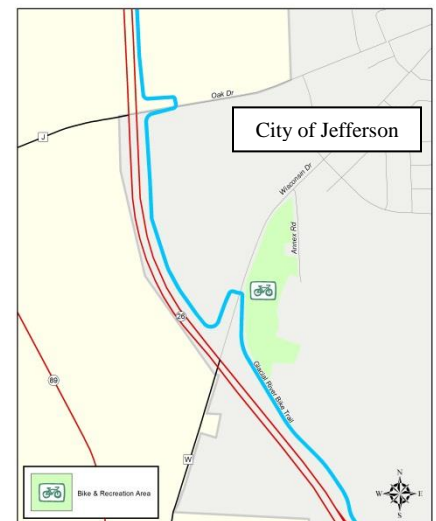 Oak Dr
J
City of Jefferson
Wisconsin Dr
Annex Rd
26
Glacial River Bike Trail
89
W
Bike & Recreation Area
N
W
E
S